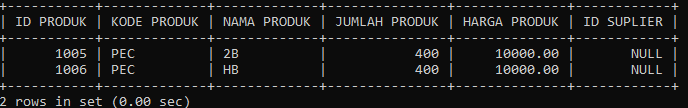 +-----------+-------------+-------------+---------------+--------------+------------+
| ID PRODUK | KODE PRODUK | NAMA PRODUK | JUMLAH PRODUK | HARGA PRODUK | ID SUPLIER |
+-----------+-------------+-------------+---------------+--------------+------------+
| 1005 | PEC | 2B | 400 | 10000.00 | NULL |
| 1006 | PEC | HB | 400 | 10000.00 | NULL |
+-----------+-------------+-------------+---------------+--------------+------------+
2 rows in set (0.00 sec)